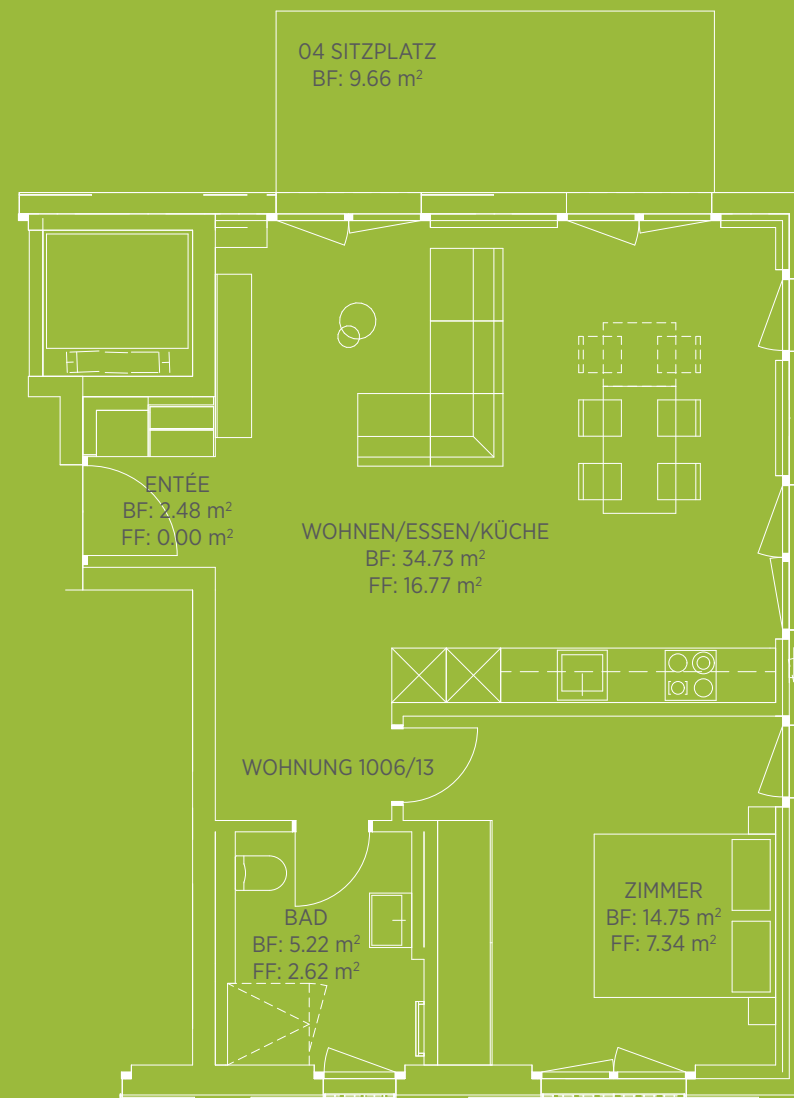 04 SITZPLATZ
BF: 9.66 m²
ENTÉE
BF: 2.48 m²
FF: 0.00 m²
WOHNEN/ESSEN/KÜCHE
BF: 34.73 m²
FF: 16.77 m²
WOHNUNG 1006/13
BAD
BF: 5.22 m²
FF: 2.62 m²
ZIMMER
BF: 14.75 m²
FF: 7.34 m²